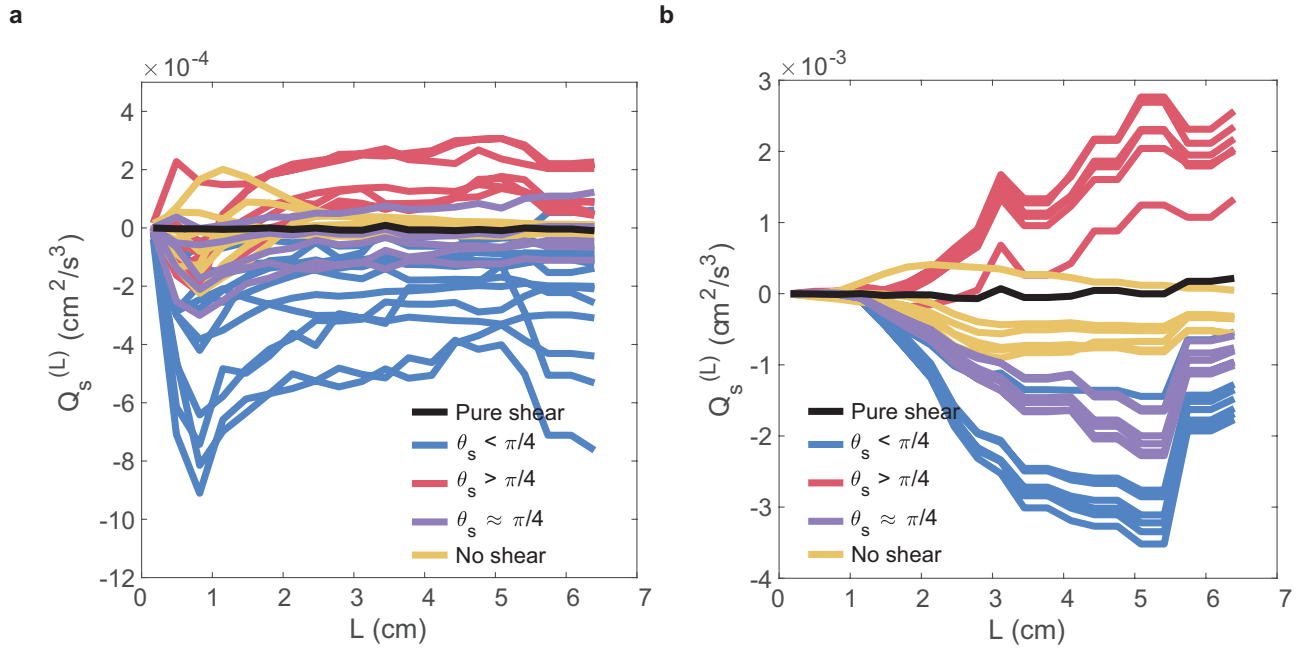 a
× 10⁻⁴
4
2
0
-2
-4
-6
-8
-10
-12
Q_s^(L) (cm²/s³)
0 1 2 3 4 5 6 7
L (cm)
Pure shear
θ_s < π/4
θ_s > π/4
θ_s ≈ π/4
No shear
b
× 10⁻³
3
2
1
0
-1
-2
-3
-4
Q_s^(L) (cm²/s³)
0 1 2 3 4 5 6 7
L (cm)
Pure shear
θ_s < π/4
θ_s > π/4
θ_s ≈ π/4
No shear